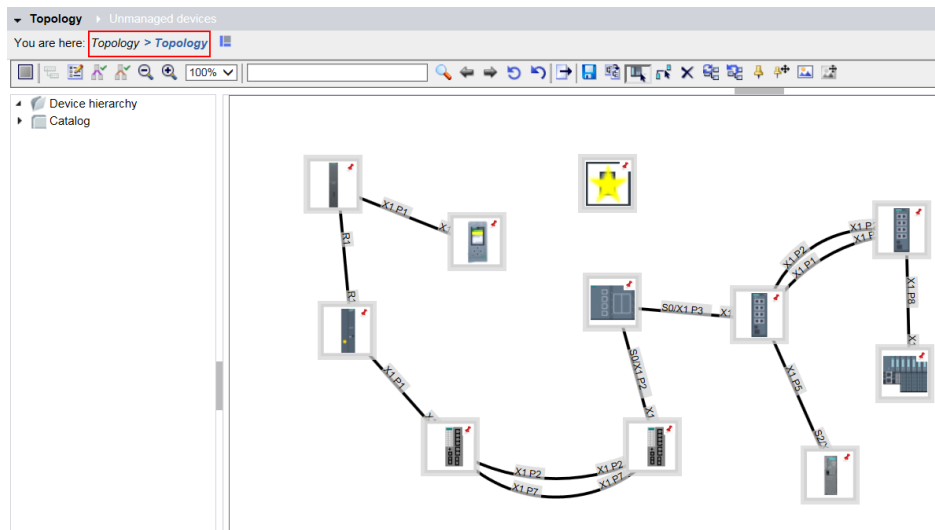 Topology Unmanaged devices
You are here: Topology > Topology
100%
Device hierarchy
Catalog
X1.P1
R1
X1.P2
X1.P1
X1.P8
S0/X1.P3
R1
X1.P1
S0/X1.P2
X1.P5
X1.P2
X1.P2
X1.P7
X1.P7